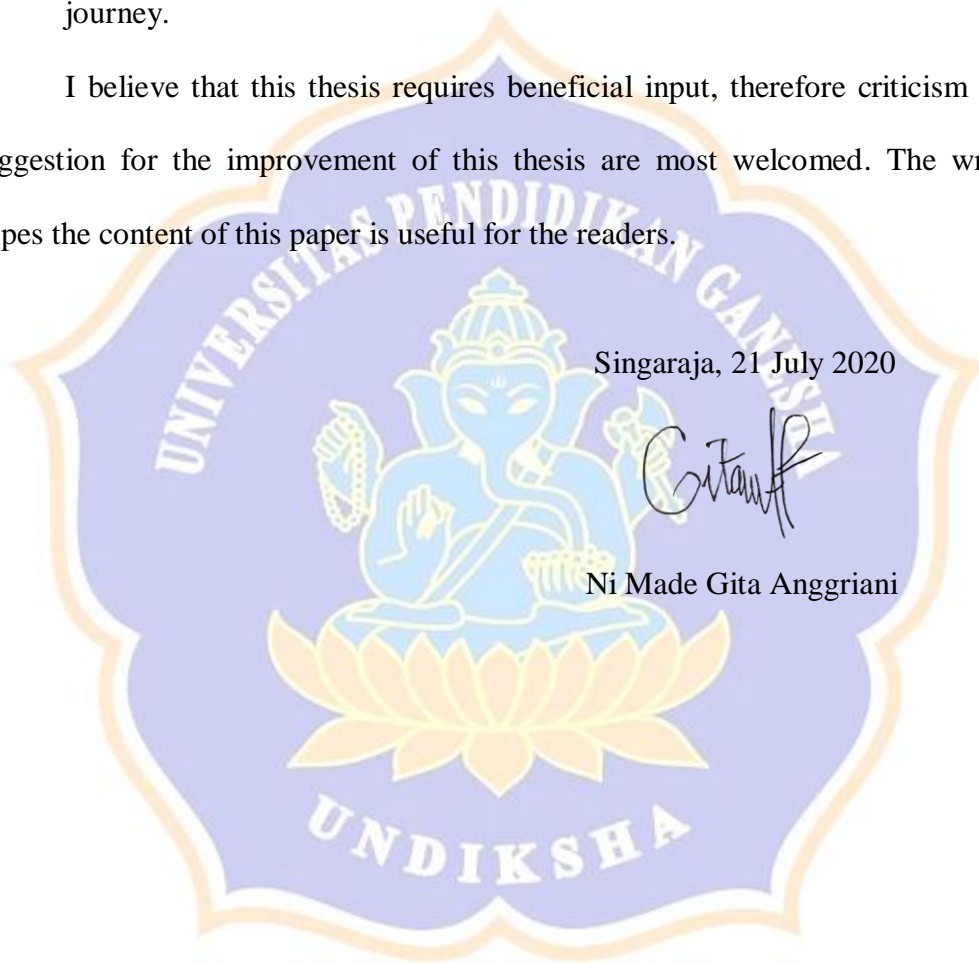 journey.
I believe that this thesis requires beneficial input, therefore criticism
ggestion for the improvement of this thesis are most welcomed. The wr
pes the content of this paper is useful for the readers.
UNIVERSITAS PENDIDIKAN GANESHA
Singaraja, 21 July 2020
Ni Made Gita Anggriani
UNDIKSHA